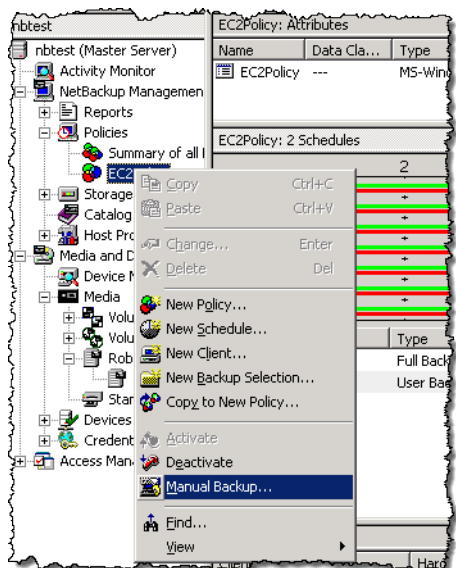 nbtest
nbtest (Master Server)
Activity Monitor
NetBackup Managemen
Reports
Policies
Summary of all
EC2
Storage
Catalog
Host Pro
Media and D
Device M
Media
Volu
Volu
Rob
Star
Devices
Credent
Access Man
EC2Policy: Attributes
Name Data Cla... Type
EC2Policy --- MS-Wind
EC2Policy: 2 Schedules
2
Type
Full Back
User Bac
Copy Ctrl+C
Paste Ctrl+V
Change... Enter
Delete Del
New Policy...
New Schedule...
New Client...
New Backup Selection...
Copy to New Policy...
Activate
Deactivate
Manual Backup...
Find...
View
Hard